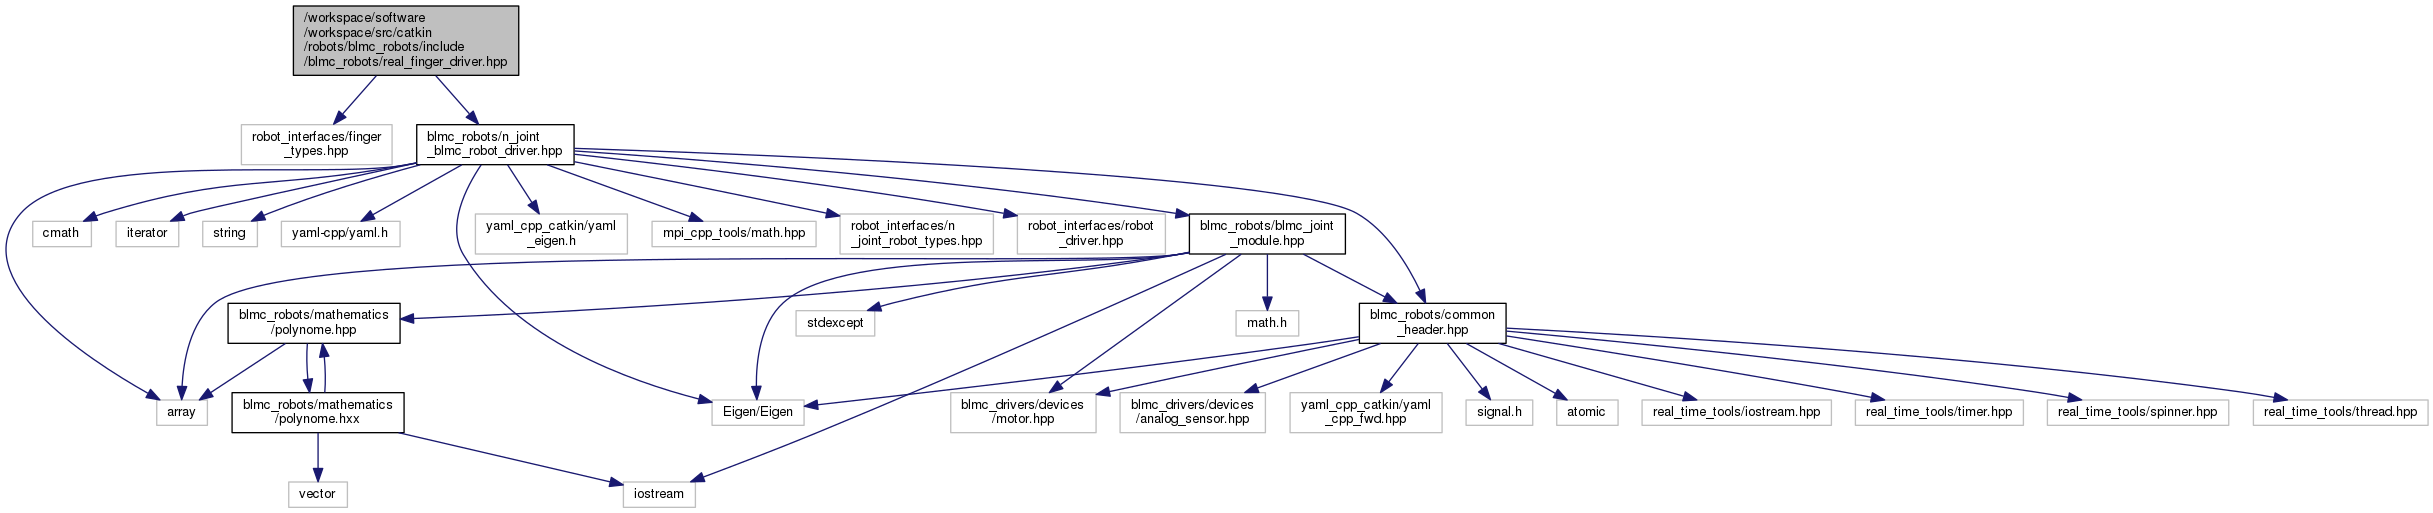 /workspace/software
/workspace/src/catkin
/robots/blmc_robots/include
/blmc_robots/real_finger_driver.hpp
robot_interfaces/finger
_types.hpp
blmc_robots/n_joint
_blmc_robot_driver.hpp
cmath
iterator
string
yaml-cpp/yaml.h
yaml_cpp_catkin/yaml
_eigen.h
mpi_cpp_tools/math.hpp
robot_interfaces/n
_joint_robot_types.hpp
robot_interfaces/robot
_driver.hpp
blmc_robots/blmc_joint
_module.hpp
blmc_robots/mathematics
/polynome.hpp
stdexcept
math.h
blmc_robots/common
_header.hpp
array
blmc_robots/mathematics
/polynome.hxx
Eigen/Eigen
blmc_drivers/devices
/motor.hpp
blmc_drivers/devices
/analog_sensor.hpp
yaml_cpp_catkin/yaml
_cpp_fwd.hpp
signal.h
atomic
real_time_tools/iostream.hpp
real_time_tools/timer.hpp
real_time_tools/spinner.hpp
real_time_tools/thread.hpp
vector
iostream